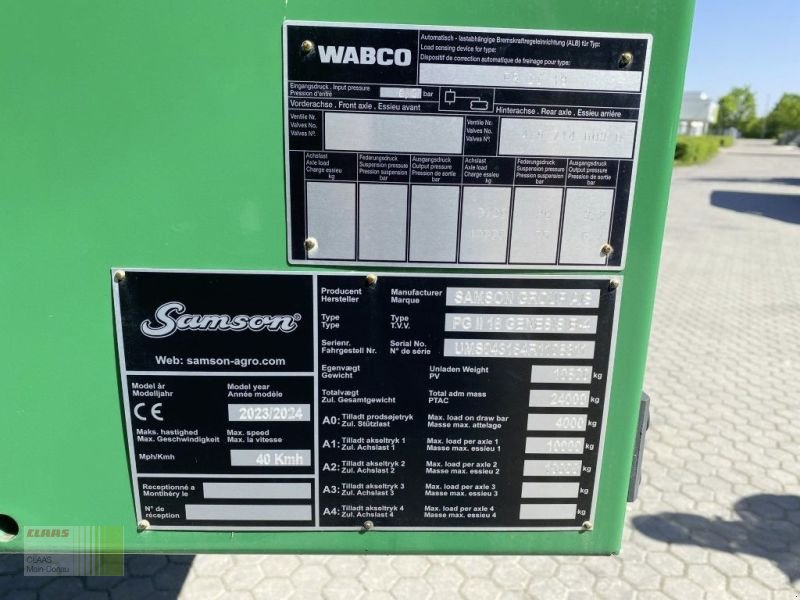 WABCO
Automatisch - lastabhängige Bremskraftregeleinrichtung (ALB) für Typ:
Load sensing device for type:
Dispositif de correction automatique de freinage pour type:
Eingangsdruck . Input pressure
Pression d'entré
bar
Vorderachse . Front axle . Essieu avant
Hinterachse . Rear axle . Essieu arrière
Ventile Nr.
Valves No.
Valves Nº.
Ventile Nr.
Valves No.
Valves Nº.
Achslast
Axle load
Charge essieu
kg
Federungsdruck
Suspension pressure
Pression suspension
bar
Ausgangsdruck
Output pressure
Pression de sortie
bar
Achslast
Axle load
Charge essieu
kg
Federungsdruck
Suspension pressure
Pression suspension
bar
Ausgangsdruck
Output pressure
Pression de sortie
bar
Samson®
Web: samson-agro.com
Model år
Modelljahr
Model year
Année modèle
CE
2023/2024
Maks. hastighed
Max. Geschwindigkeit
Max. speed
Max. la vitesse
Mph/Kmh
40 Kmh
Receptionné a
Montlhéry le
N° de
réception
Producent
Hersteller
Manufacturer
Marque
SAMSON GROUP A/S
Type
Type
Type
T.V.V.
PG II 18 GENESIS
Serienr.
Fahrgestell Nr.
Serial No.
N° de série
Egenvægt
Gewicht
Unladen Weight
PV
kg
Totalvægt
Zul. Gesamtgewicht
Total adm mass
PTAC
24000 kg
A0: Tilladt prodsøjetryk
Zul. Stützlast
Max. load on draw bar
Masse max. attelage
4000 kg
A1: Tilladt akseltryk 1
Zul. Achslast 1
Max. load per axle 1
Masse max. essieu 1
10000 kg
A2: Tilladt akseltryk 2
Zul. Achslast 2
Max. load per axle 2
Masse max. essieu 2
10000 kg
A3: Tilladt akseltryk 3
Zul. Achslast 3
Max. load per axle 3
Masse max. essieu 3
kg
A4: Tilladt akseltryk 4
Zul. Achslast 4
Max. load per axle 4
Masse max. essieu 4
kg
CLAAS
CLAAS
Main-Donau